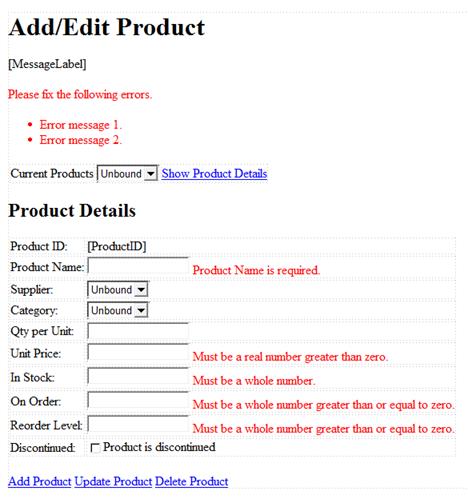 Add/Edit Product
[MessageLabel]
Please fix the following errors.
• Error message 1.
• Error message 2.
Current Products Unbound Show Product Details
Product Details
Product ID: [ProductID]
Product Name: Product Name is required.
Supplier: Unbound
Category: Unbound
Qty per Unit:
Unit Price: Must be a real number greater than zero.
In Stock: Must be a whole number.
On Order: Must be a whole number greater than or equal to zero.
Reorder Level: Must be a whole number greater than or equal to zero.
Discontinued: Product is discontinued
Add Product Update Product Delete Product